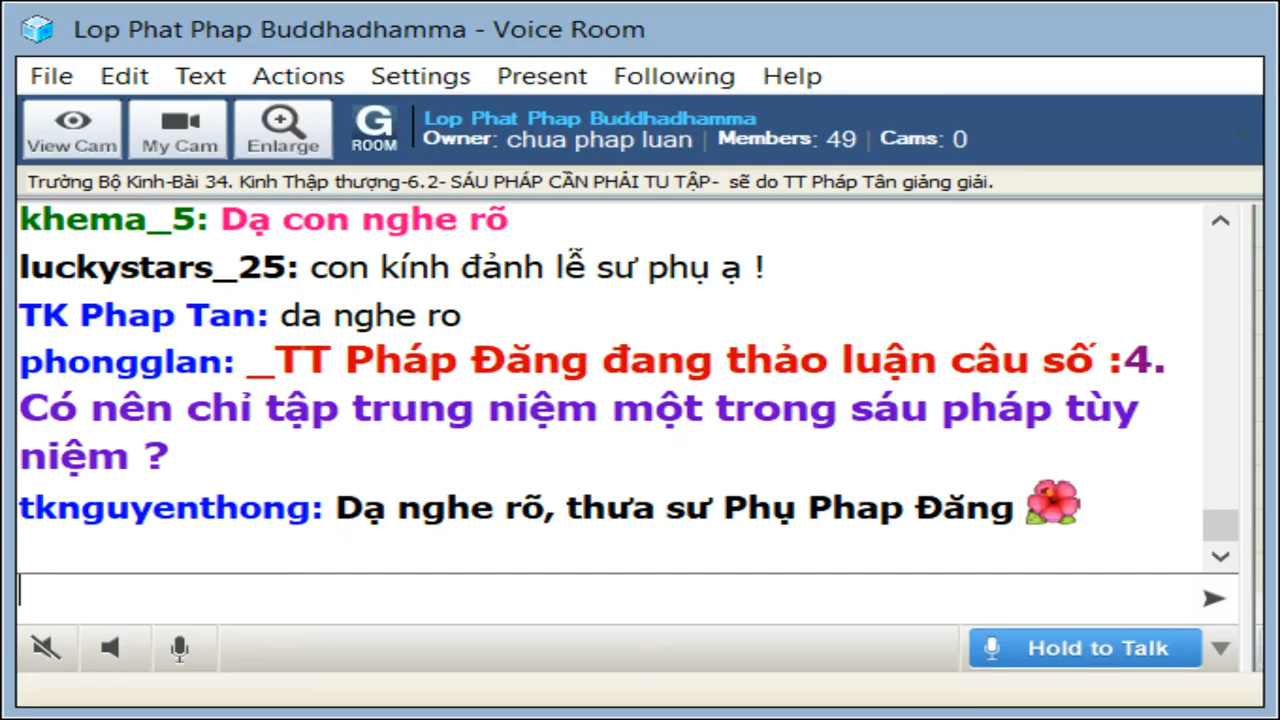 Lop Phat Phap Buddhadhamma - Voice Room
File Edit Text Actions Settings Present Following Help
View Cam My Cam Enlarge G ROOM
Lop Phat Phap Buddhadhamma
Owner: chua phap luan | Members: 49 | Cams: 0
Trường Bộ Kinh-Bài 34. Kinh Thập thượng-6.2- SÁU PHÁP CẦN PHẢI TU TẬP- sẽ do TT Pháp Tân giảng giải.
khema_5: Dạ con nghe rõ
luckystars_25: con kính đảnh lễ sư phụ ạ !
TK Phap Tan: da nghe ro
phongglan: _TT Pháp Đăng đang thảo luận câu số :4.
Có nên chỉ tập trung niệm một trong sáu pháp tùy
niệm ?
tknguyenthong: Dạ nghe rõ, thưa sư Phụ Phap Đăng
Hold to Talk